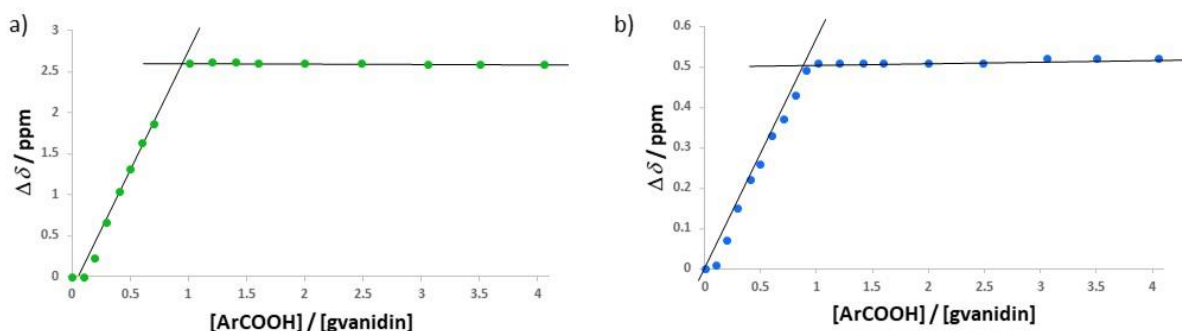 a)
3
2.5
2
1.5
1
0.5
0
Δ δ / ppm
0 0.5 1 1.5 2 2.5 3 3.5 4
[ArCOOH] / [gvanidin]
b)
0.6
0.5
0.4
0.3
0.2
0.1
0
Δ δ / ppm
0 0.5 1 1.5 2 2.5 3 3.5 4
[ArCOOH] / [gvanidin]